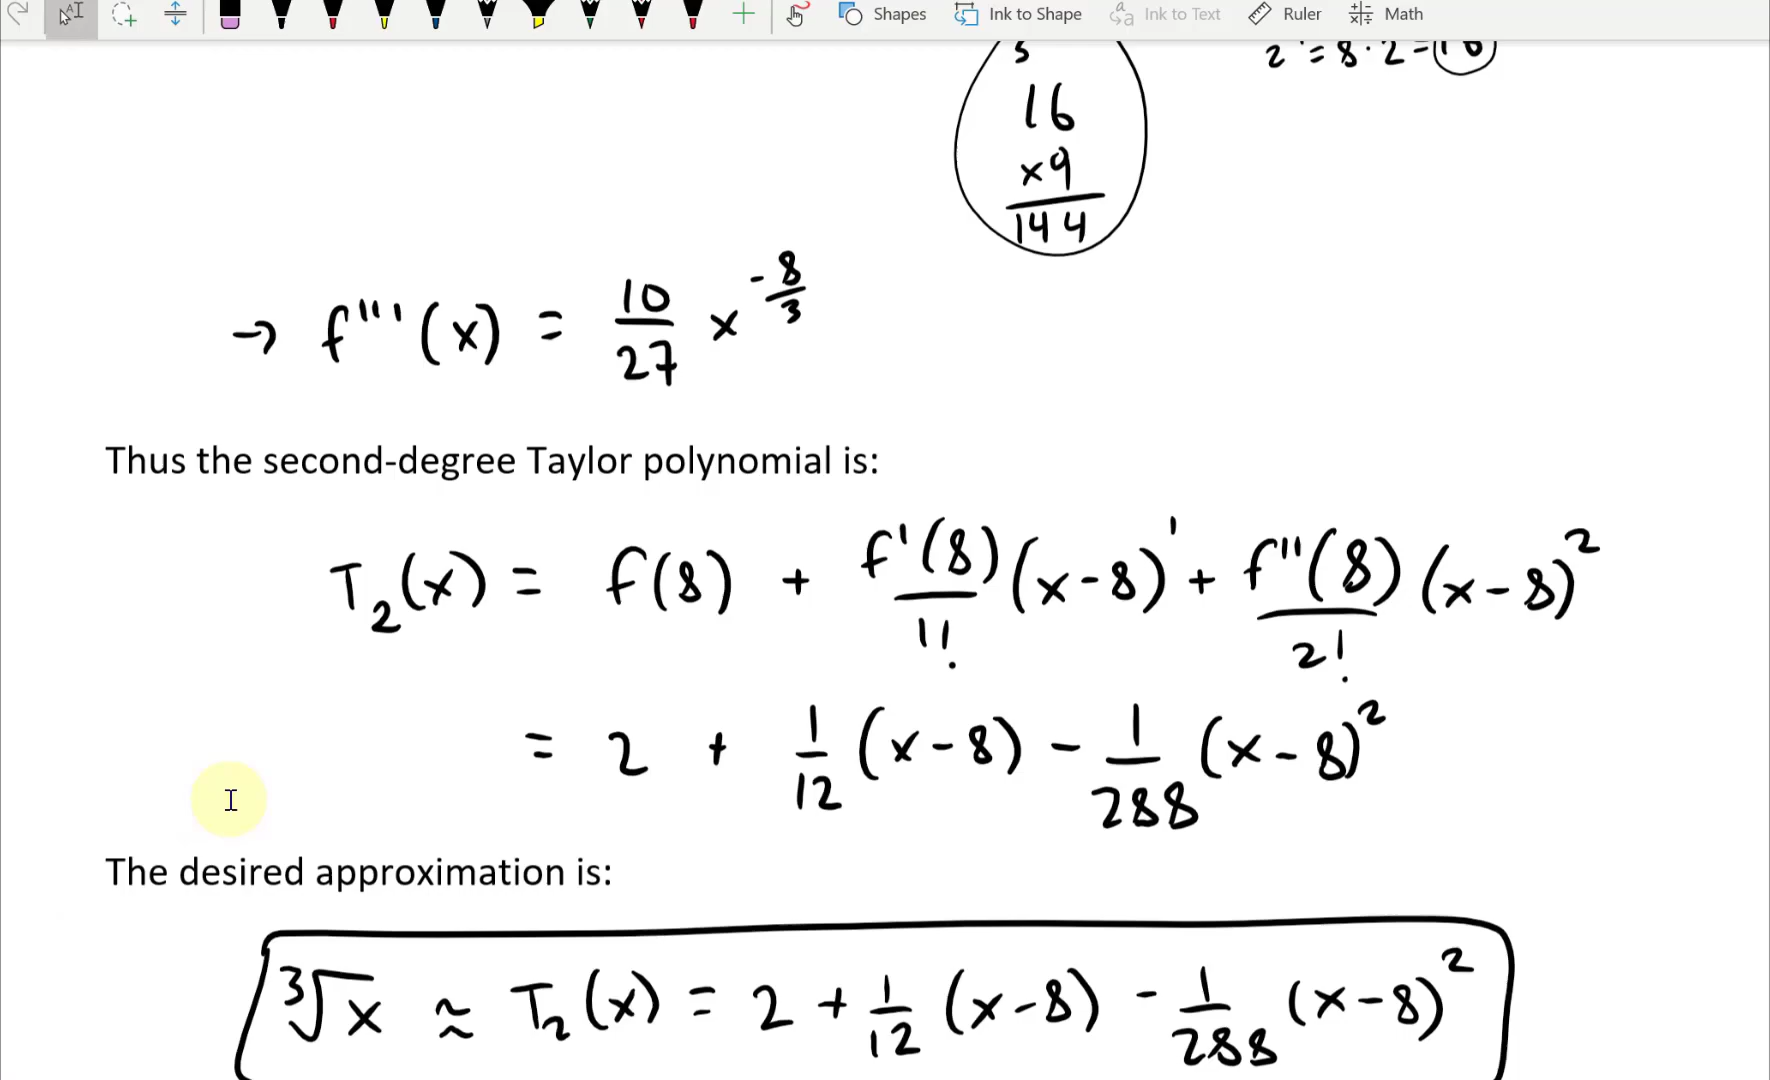 Shapes Ink to Shape Ink to Text Ruler Math
16
x9
144
→ f'''(x) = 10/27 x^(-8/3)
Thus the second-degree Taylor polynomial is:
T₂(x) = f(8) + f'(8)/1! (x-8)' + f''(8)/2! (x-8)²
= 2 + 1/12 (x-8) - 1/288 (x-8)²
The desired approximation is:
³√x ≈ T₂(x) = 2 + 1/12 (x-8) - 1/288 (x-8)²